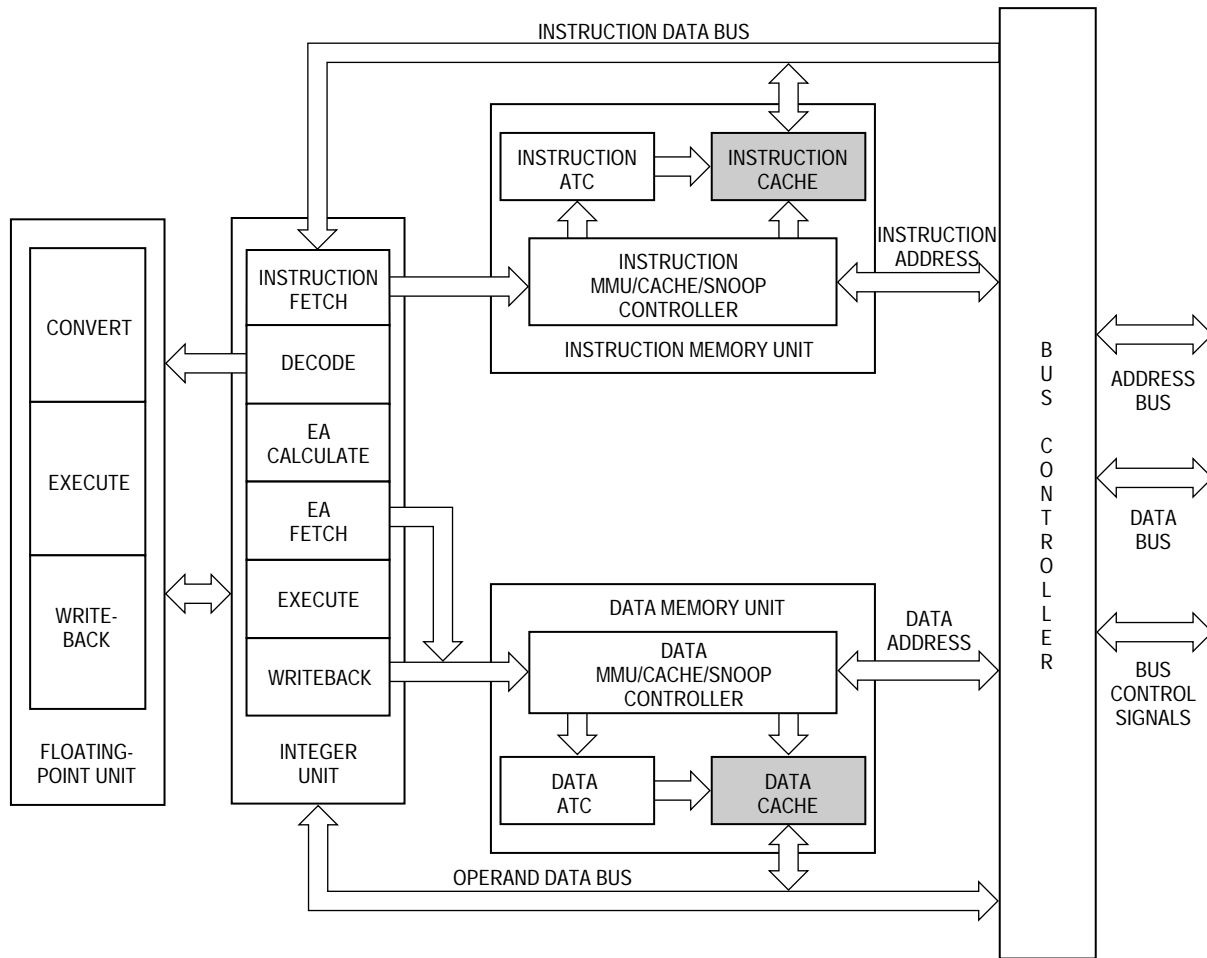 INSTRUCTION DATA BUS
INSTRUCTION
ATC
INSTRUCTION
CACHE
INSTRUCTION
MMU/CACHE/SNOOP
CONTROLLER
INSTRUCTION MEMORY UNIT
INSTRUCTION
ADDRESS
CONVERT
EXECUTE
WRITE-
BACK
FLOATING-
POINT UNIT
INSTRUCTION
FETCH
DECODE
EA
CALCULATE
EA
FETCH
EXECUTE
WRITEBACK
INTEGER
UNIT
DATA MEMORY UNIT
DATA
MMU/CACHE/SNOOP
CONTROLLER
DATA
ATC
DATA
CACHE
DATA
ADDRESS
OPERAND DATA BUS
BUS CONTROLLER
ADDRESS
BUS
DATA
BUS
BUS
CONTROL
SIGNALS